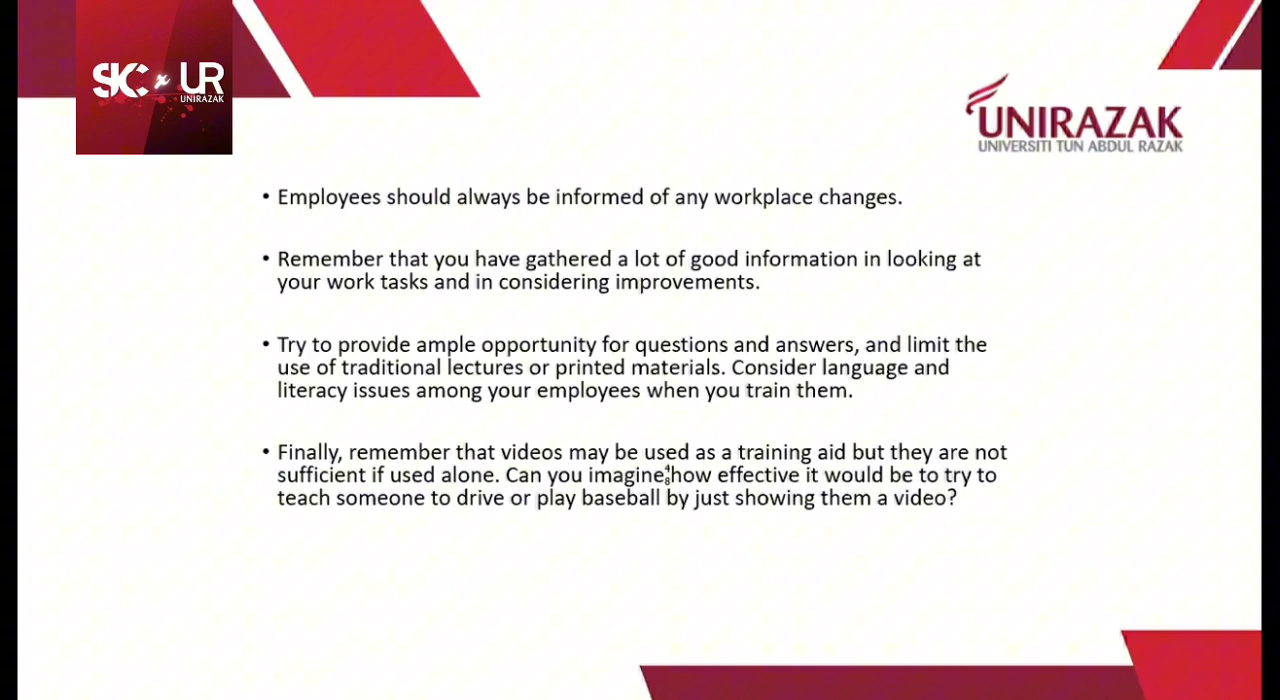 SIC x UR
UNIRAZAK
UNIRAZAK
UNIVERSITI TUN ABDUL RAZAK
• Employees should always be informed of any workplace changes.
• Remember that you have gathered a lot of good information in looking at
your work tasks and in considering improvements.
• Try to provide ample opportunity for questions and answers, and limit the
use of traditional lectures or printed materials. Consider language and
literacy issues among your employees when you train them.
• Finally, remember that videos may be used as a training aid but they are not
sufficient if used alone. Can you imagine how effective it would be to try to
teach someone to drive or play baseball by just showing them a video?
48